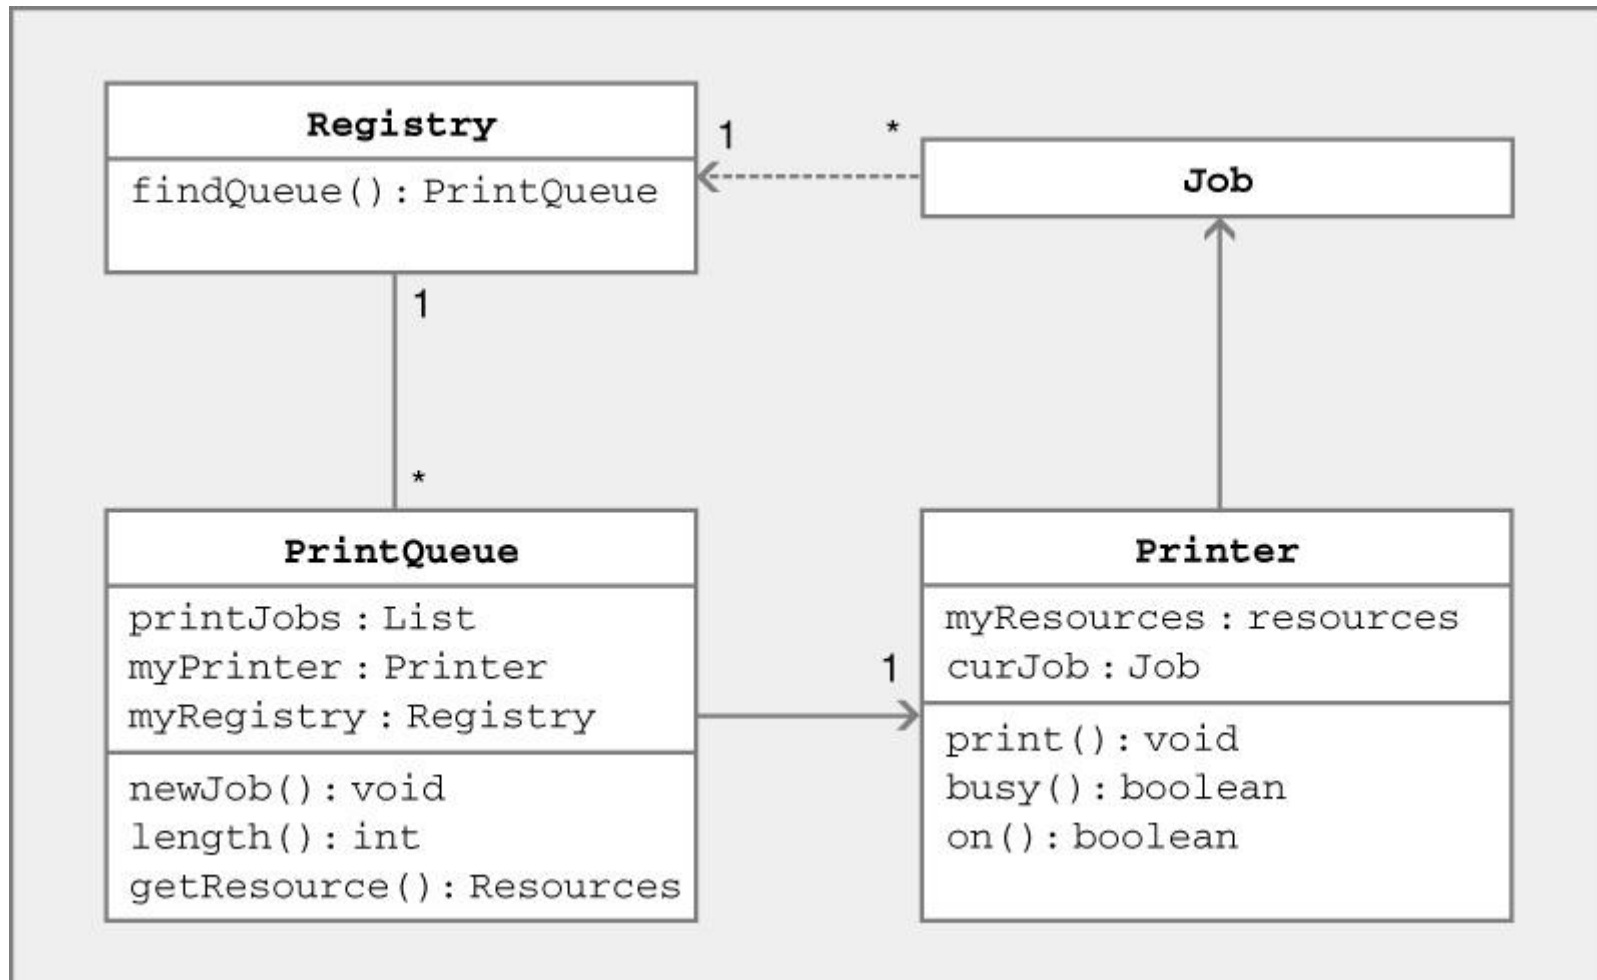 Registry
findQueue(): PrintQueue
1
*
Job
1
*
PrintQueue
printJobs : List
myPrinter : Printer
myRegistry : Registry
newJob(): void
length(): int
getResource(): Resources
1
Printer
myResources : resources
curJob : Job
print(): void
busy(): boolean
on(): boolean